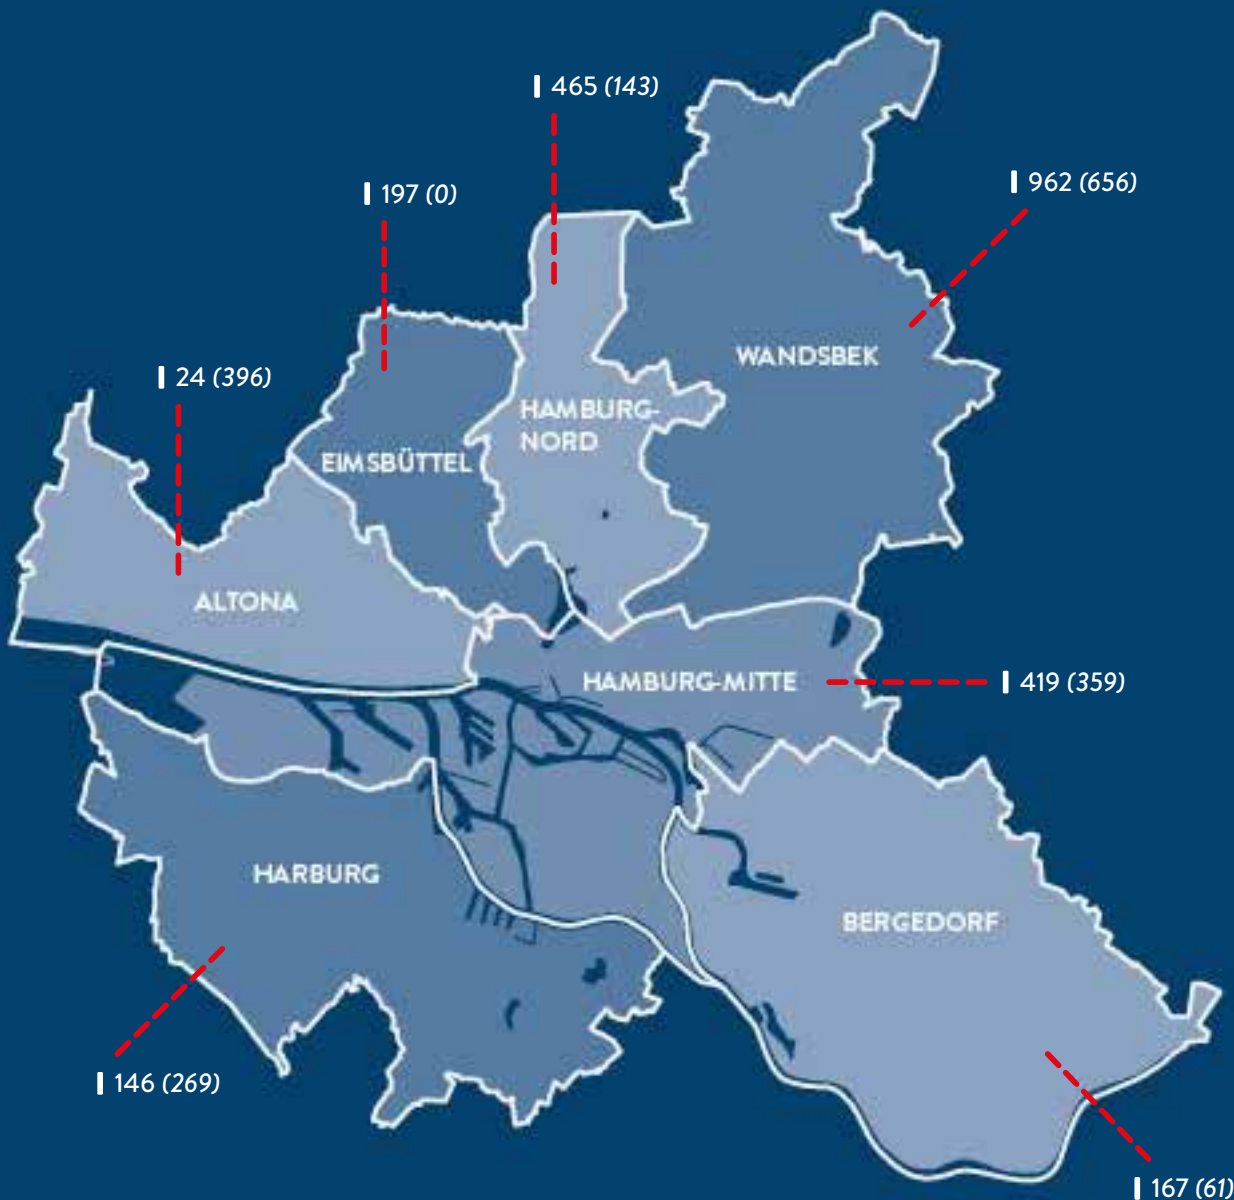 465 (143)
962 (656)
197 (0)
WANDSBEK
24 (396)
HAMBURG-
NORD
EIMSBÜTTEL
ALTONA
HAMBURG-MITTE
419 (359)
HARBURG
BERGEDORF
146 (269)
167 (61)